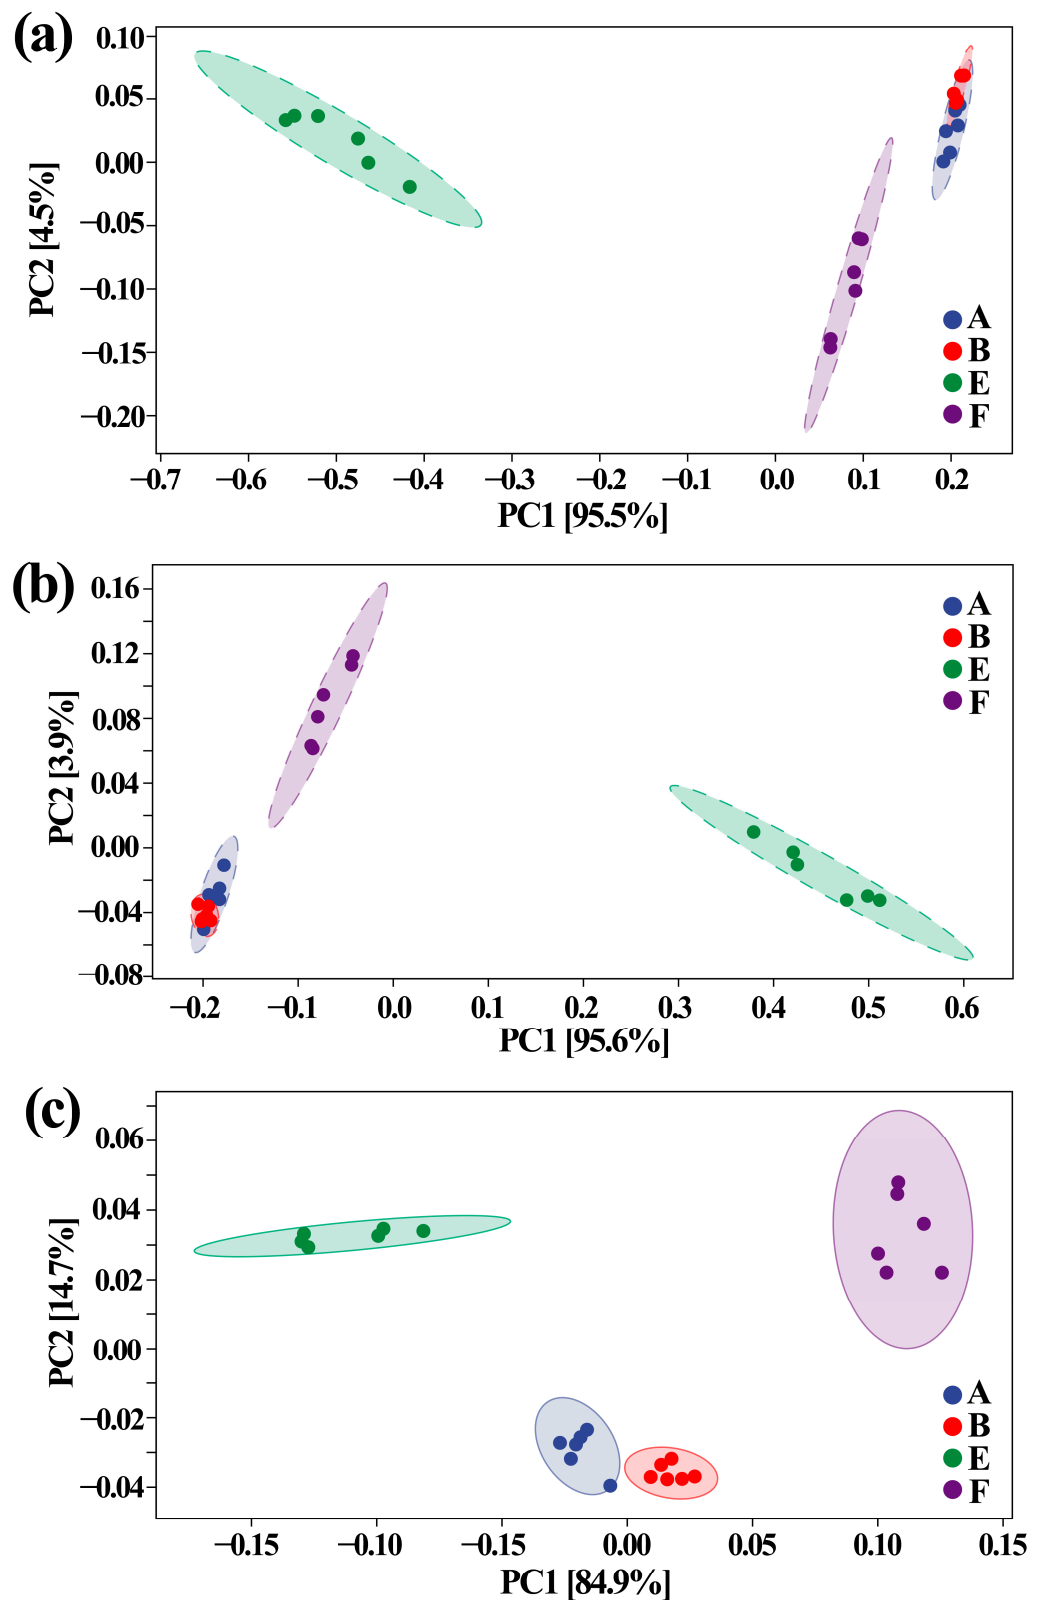 (a)
0.10
0.05
0.00
−0.05
−0.10
−0.15
−0.20
PC2 [4.5%]
A
B
E
F
−0.7 −0.6 −0.5 −0.4 −0.3 −0.2 −0.1 0.0 0.1 0.2
PC1 [95.5%]
(b)
0.16
0.12
0.08
0.04
0.00
−0.04
−0.08
PC2 [3.9%]
A
B
E
F
−0.2 −0.1 0.0 0.1 0.2 0.3 0.4 0.5 0.6
PC1 [95.6%]
(c)
0.06
0.04
0.02
0.00
−0.02
−0.04
PC2 [14.7%]
A
B
E
F
−0.15 −0.10 −0.15 0.00 0.05 0.10 0.15
PC1 [84.9%]